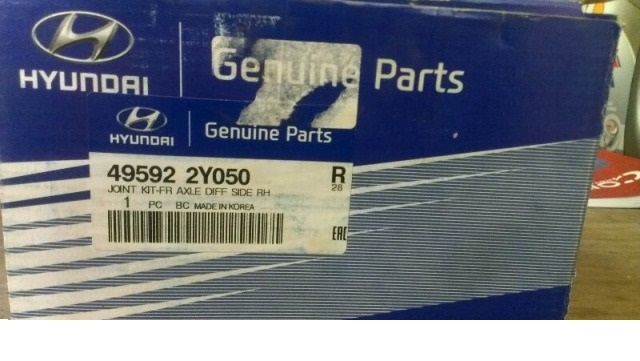 HYUNDAI
Genuine Parts
HYUNDAI
Genuine Parts
49592 2Y050
R
JOINT KIT-FR AXLE DIFF SIDE RH
28
1 PC BC MADE IN KOREA
EAC